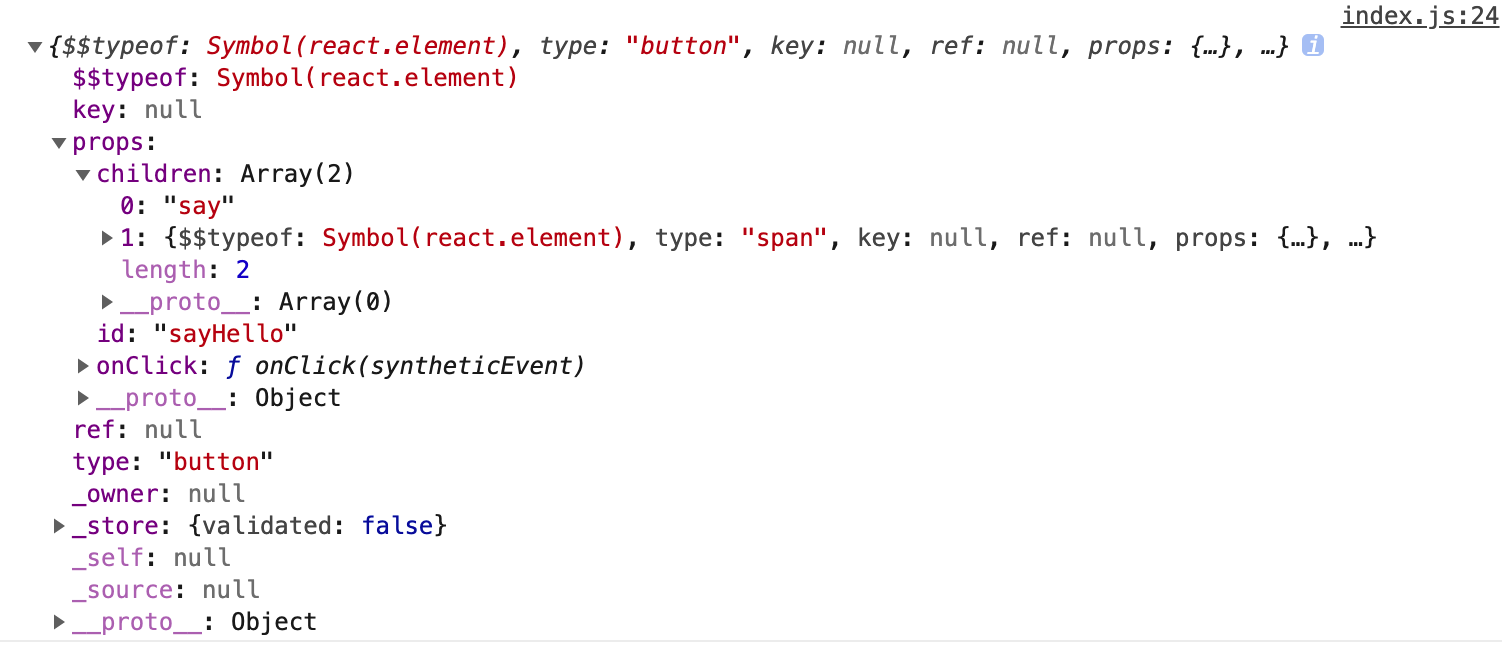 index.js:24
{$$typeof: Symbol(react.element), type: "button", key: null, ref: null, props: {…}, …} i
$$typeof: Symbol(react.element)
key: null
props:
children: Array(2)
0: "say"
1: {$$typeof: Symbol(react.element), type: "span", key: null, ref: null, props: {…}, …}
length: 2
__proto__: Array(0)
id: "sayHello"
onClick: ƒ onClick(syntheticEvent)
__proto__: Object
ref: null
type: "button"
_owner: null
_store: {validated: false}
_self: null
_source: null
__proto__: Object